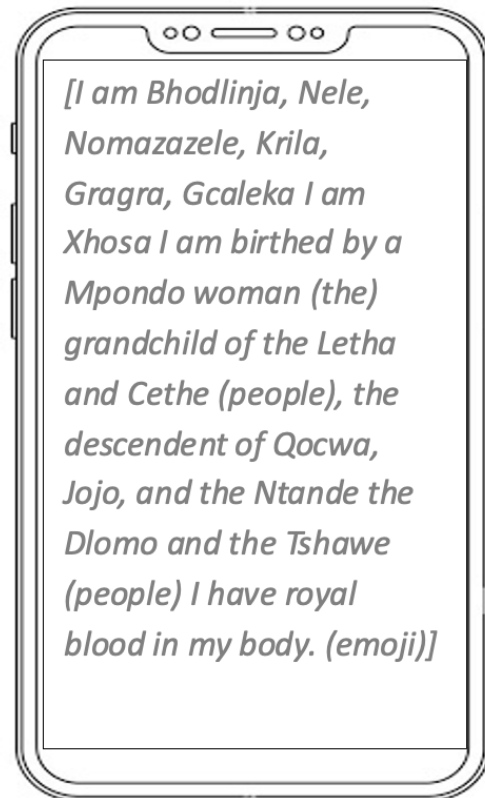 [I am Bhodlinja, Nele,
Nomazazele, Krila,
Gragra, Gcaleka I am
Xhosa I am birthed by a
Mpondo woman (the)
grandchild of the Letha
and Cethe (people), the
descendent of Qocwa,
Jojo, and the Ntande the
Dlomo and the Tshawe
(people) I have royal
blood in my body. (emoji)]